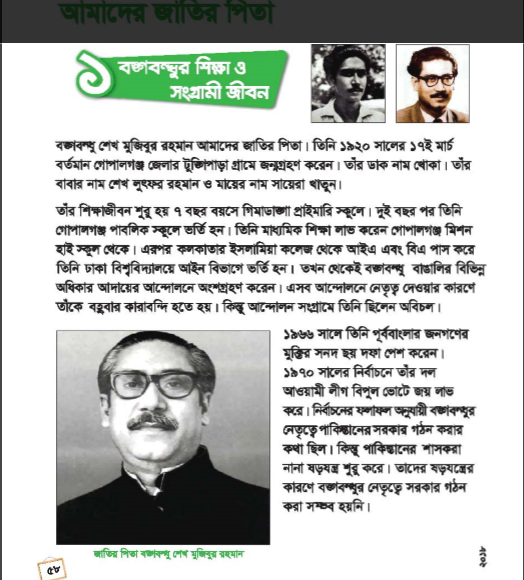 আমাদের জাতির পিতা
১
বঙ্গবন্ধুর শিক্ষা ও
সংগ্রামী জীবন
বঙ্গবন্ধু শেখ মুজিবুর রহমান আমাদের জাতির পিতা। তিনি ১৯২০ সালের ১৭ই মার্চ
বর্তমান গোপালগঞ্জ জেলার টুঙ্গিপাড়া গ্রামে জন্মগ্রহণ করেন। তাঁর ডাক নাম খোকা। তাঁর
বাবার নাম শেখ লুৎফর রহমান ও মায়ের নাম সায়েরা খাতুন।
তাঁর শিক্ষাজীবন শুরু হয় ৭ বছর বয়সে গিমাডাঙ্গা প্রাইমারি স্কুলে। দুই বছর পর তিনি
গোপালগঞ্জ পাবলিক স্কুলে ভর্তি হন। তিনি মাধ্যমিক শিক্ষা লাভ করেন গোপালগঞ্জ মিশন
হাই স্কুল থেকে। এরপর কলকাতার ইসলামিয়া কলেজ থেকে আইএ এবং বিএ পাস করে
তিনি ঢাকা বিশ্ববিদ্যালয়ে আইন বিভাগে ভর্তি হন। তখন থেকেই বঙ্গবন্ধু বাঙালির বিভিন্ন
অধিকার আদায়ের আন্দোলনে অংশগ্রহণ করেন। এসব আন্দোলনে নেতৃত্ব দেওয়ার কারণে
তাঁকে বহুবার কারাবন্দি হতে হয়। কিন্তু আন্দোলন সংগ্রামে তিনি ছিলেন অবিচল।
১৯৬৬ সালে তিনি পূর্ববাংলার জনগণের
মুক্তির সনদ ছয় দফা পেশ করেন।
১৯৭০ সালের নির্বাচনে তাঁর দল
আওয়ামী লীগ বিপুল ভোটে জয় লাভ
করে। নির্বাচনের ফলাফল অনুযায়ী বঙ্গবন্ধুর
নেতৃত্বে পাকিস্তানের সরকার গঠন করার
কথা ছিল। কিন্তু পাকিস্তানের শাসকরা
নানা ষড়যন্ত্র শুরু করে। তাদের ষড়যন্ত্রের
কারণে বঙ্গবন্ধুর নেতৃত্বে সরকার গঠন
করা সম্ভব হয়নি।
জাতির পিতা বঙ্গবন্ধু শেখ মুজিবুর রহমান
৫৮
২০১৮